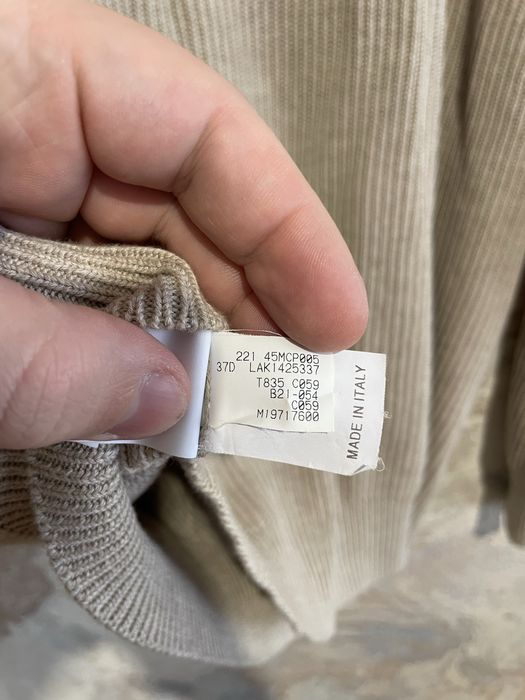 221 45MCP005
37D LAK1425337
T835 C059
B21-054
C059
M19717600
MADE IN ITALY